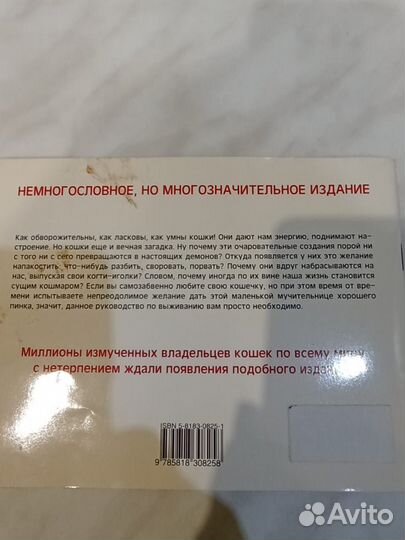 НЕМНОГОСЛОВНОЕ, НО МНОГОЗНАЧИТЕЛЬНОЕ ИЗДАНИЕ
Как обворожительны, как ласковы, как умны кошки! Они дают нам энергию, поднимают на-
строение. Но кошки еще и вечная загадка. Ну почему эти очаровательные создания порой ни
с того ни с сего превращаются в настоящих демонов? Откуда появляется у них это желание
напакостить что-нибудь разбить, своровать, порвать? Почему они вдруг набрасываются на
нас, выпуская свои когти-иголки? Словом, почему иногда по их вине наша жизнь становится
сущим кошмаром? Если вы самозабвенно любите свою кошечку, но при этом время от вре-
мени испытываете непреодолимое желание дать этой маленькой мучительнице хорошего
пинка, значит, данное руководство по выживанию вам просто необходимо.
Миллионы измученных владельцев кошек по всему миру
с нетерпением ждали появления подобного издан
ISBN 5-8183-0825-1
9 785818 308258
Avito